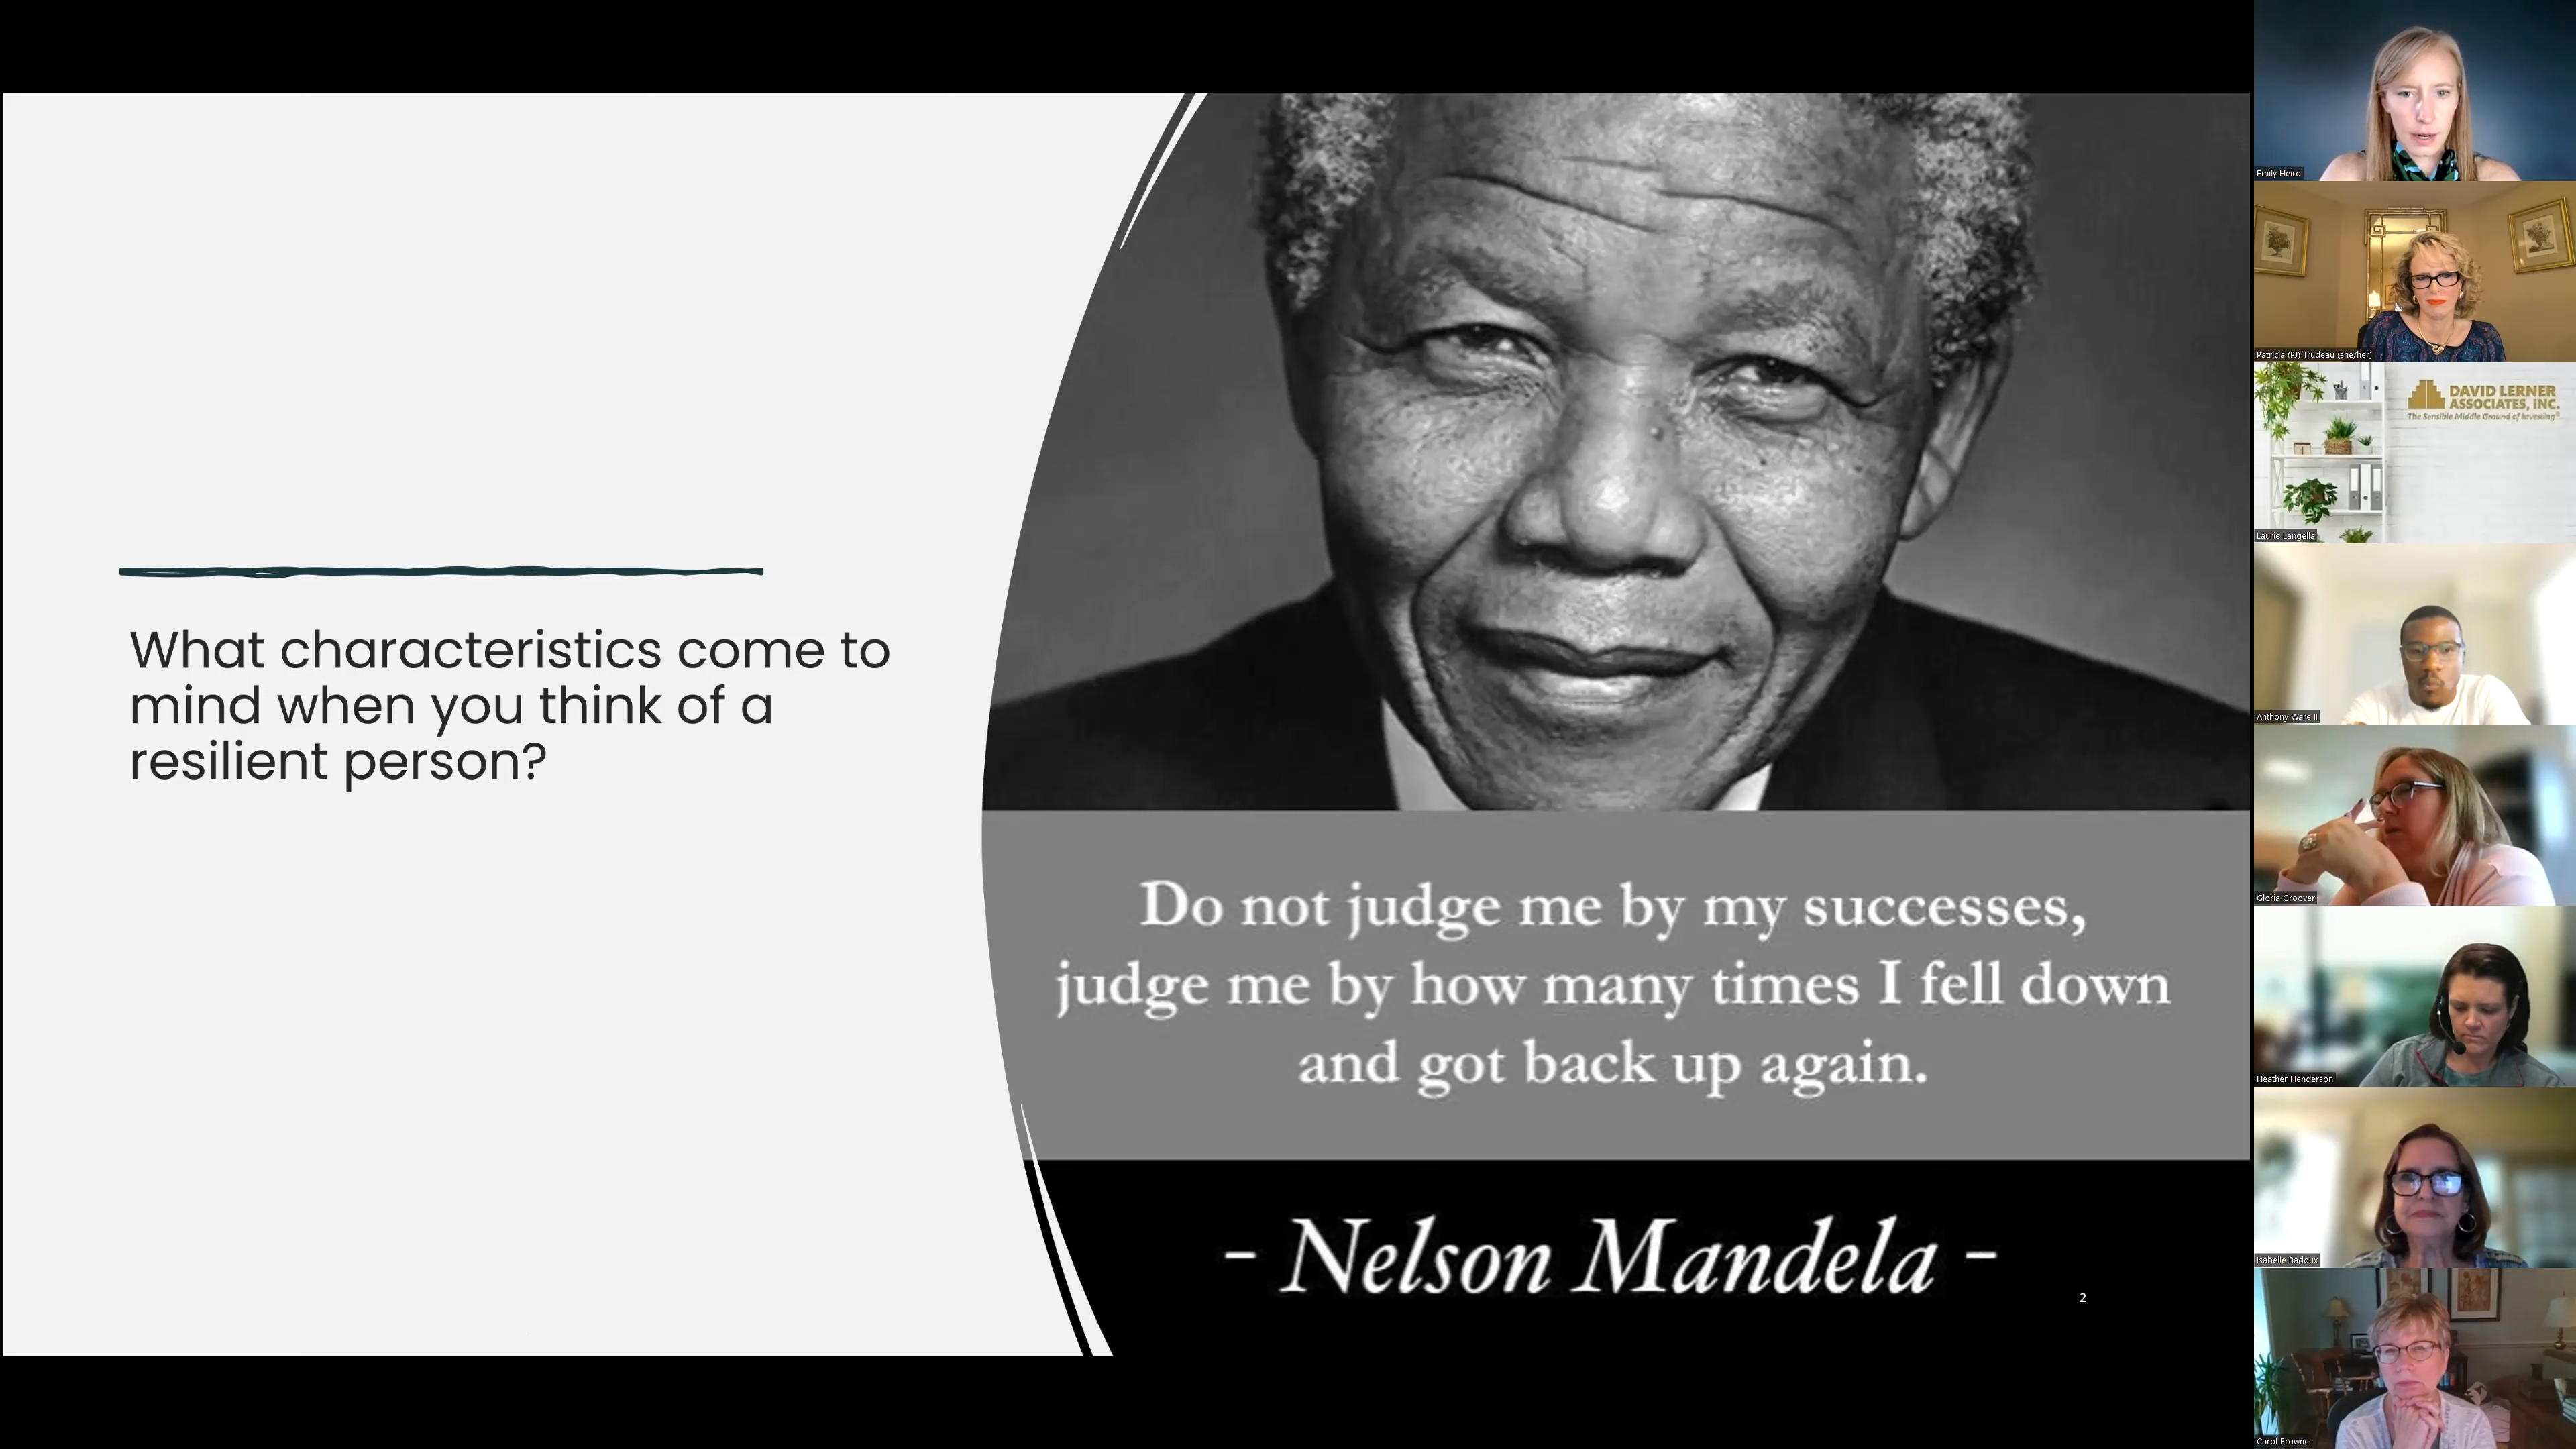 What characteristics come to
mind when you think of a
resilient person?
Do not judge me by my successes,
judge me by how many times I fell down
and got back up again.
- Nelson Mandela -
2
Emily Heird
Patricia (PJ) Trudeau (she/her)
DAVID LERNER
ASSOCIATES, INC.
The Sensible Middle Ground of Investing®
Laurie Langella
Anthony Ware II
Gloria Groover
Heather Henderson
Isabelle Badoux
Carol Browne